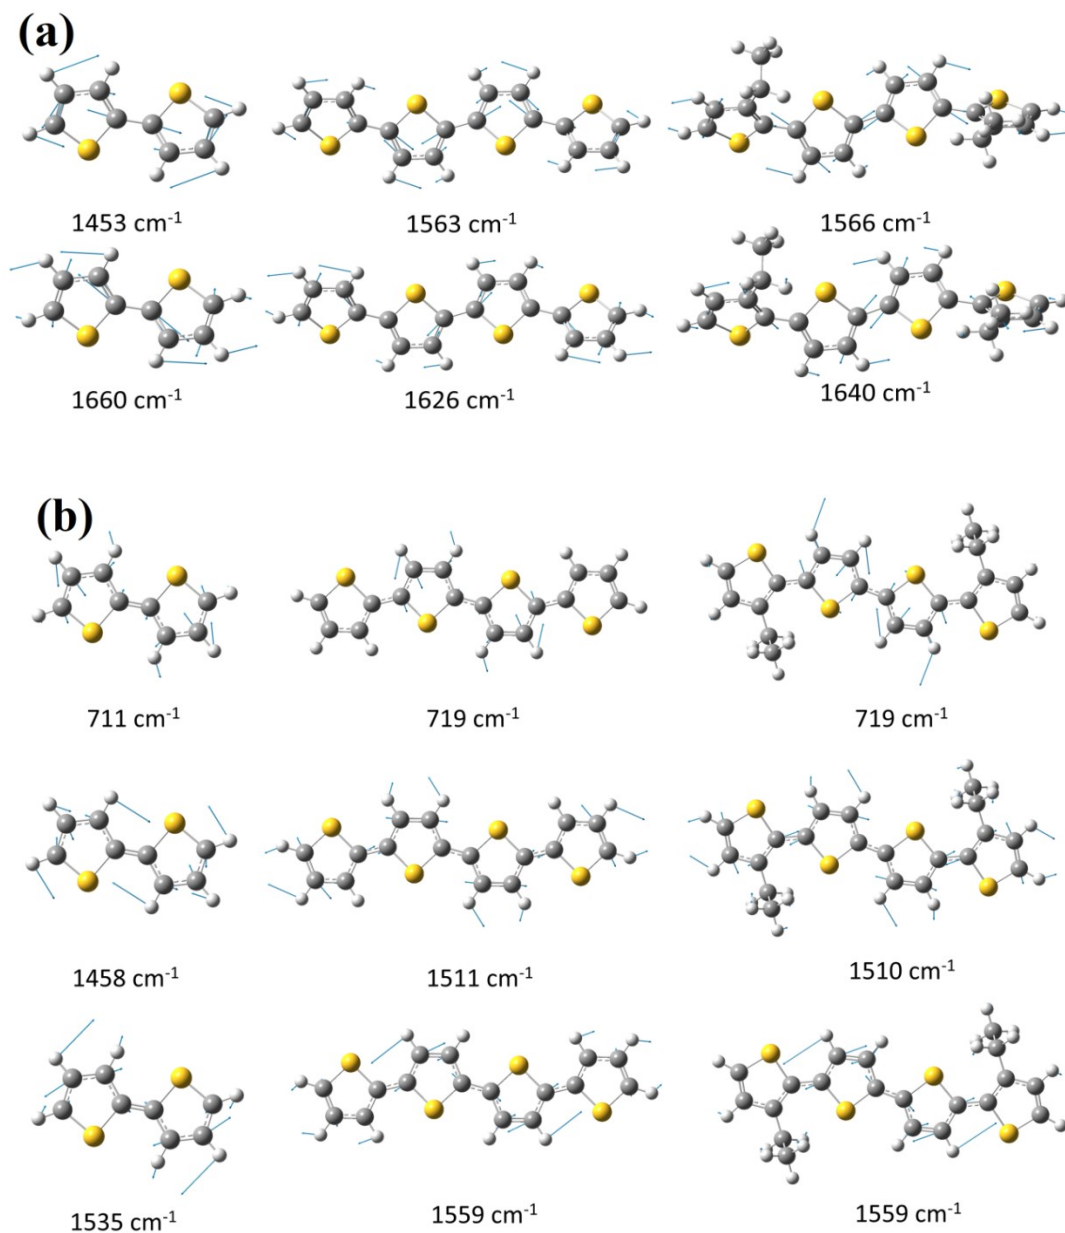 (a)
1453 cm⁻¹ 1563 cm⁻¹ 1566 cm⁻¹
1660 cm⁻¹ 1626 cm⁻¹ 1640 cm⁻¹
(b)
711 cm⁻¹ 719 cm⁻¹ 719 cm⁻¹
1458 cm⁻¹ 1511 cm⁻¹ 1510 cm⁻¹
1535 cm⁻¹ 1559 cm⁻¹ 1559 cm⁻¹